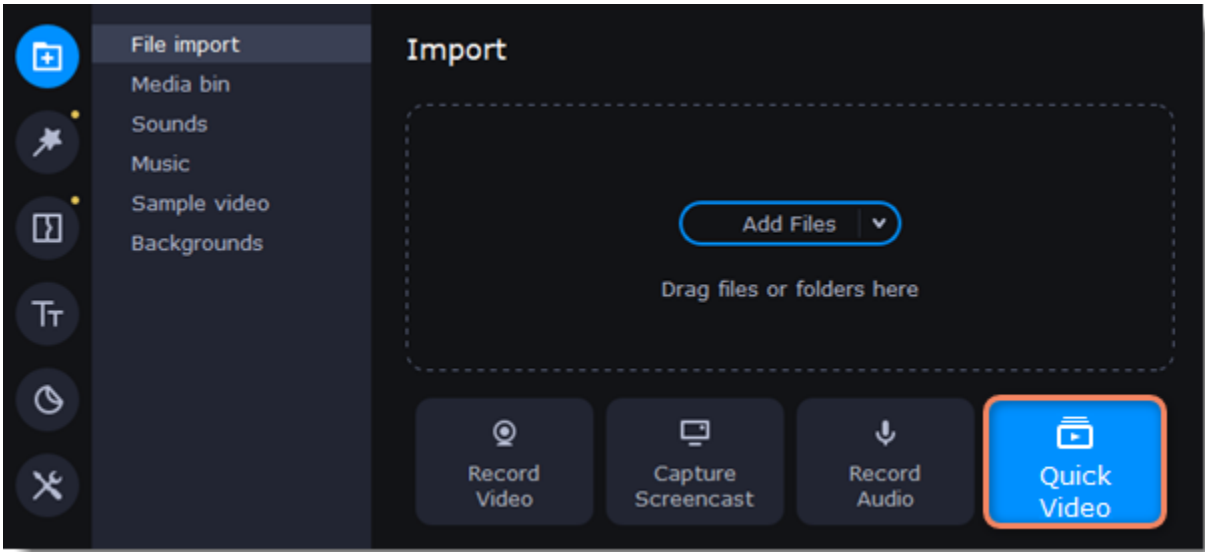 File import
Media bin
Sounds
Music
Sample video
Backgrounds
Import
Add Files
Drag files or folders here
Record
Video
Capture
Screencast
Record
Audio
Quick
Video
TT